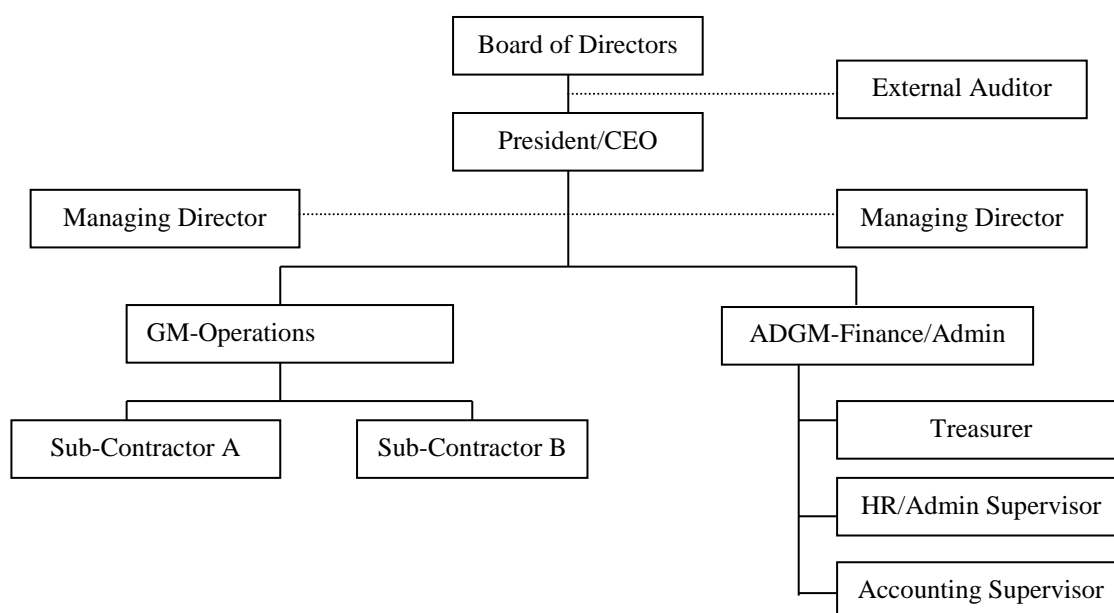 Board of Directors
External Auditor
President/CEO
Managing Director
Managing Director
GM-Operations
ADGM-Finance/Admin
Sub-Contractor A
Sub-Contractor B
Treasurer
HR/Admin Supervisor
Accounting Supervisor